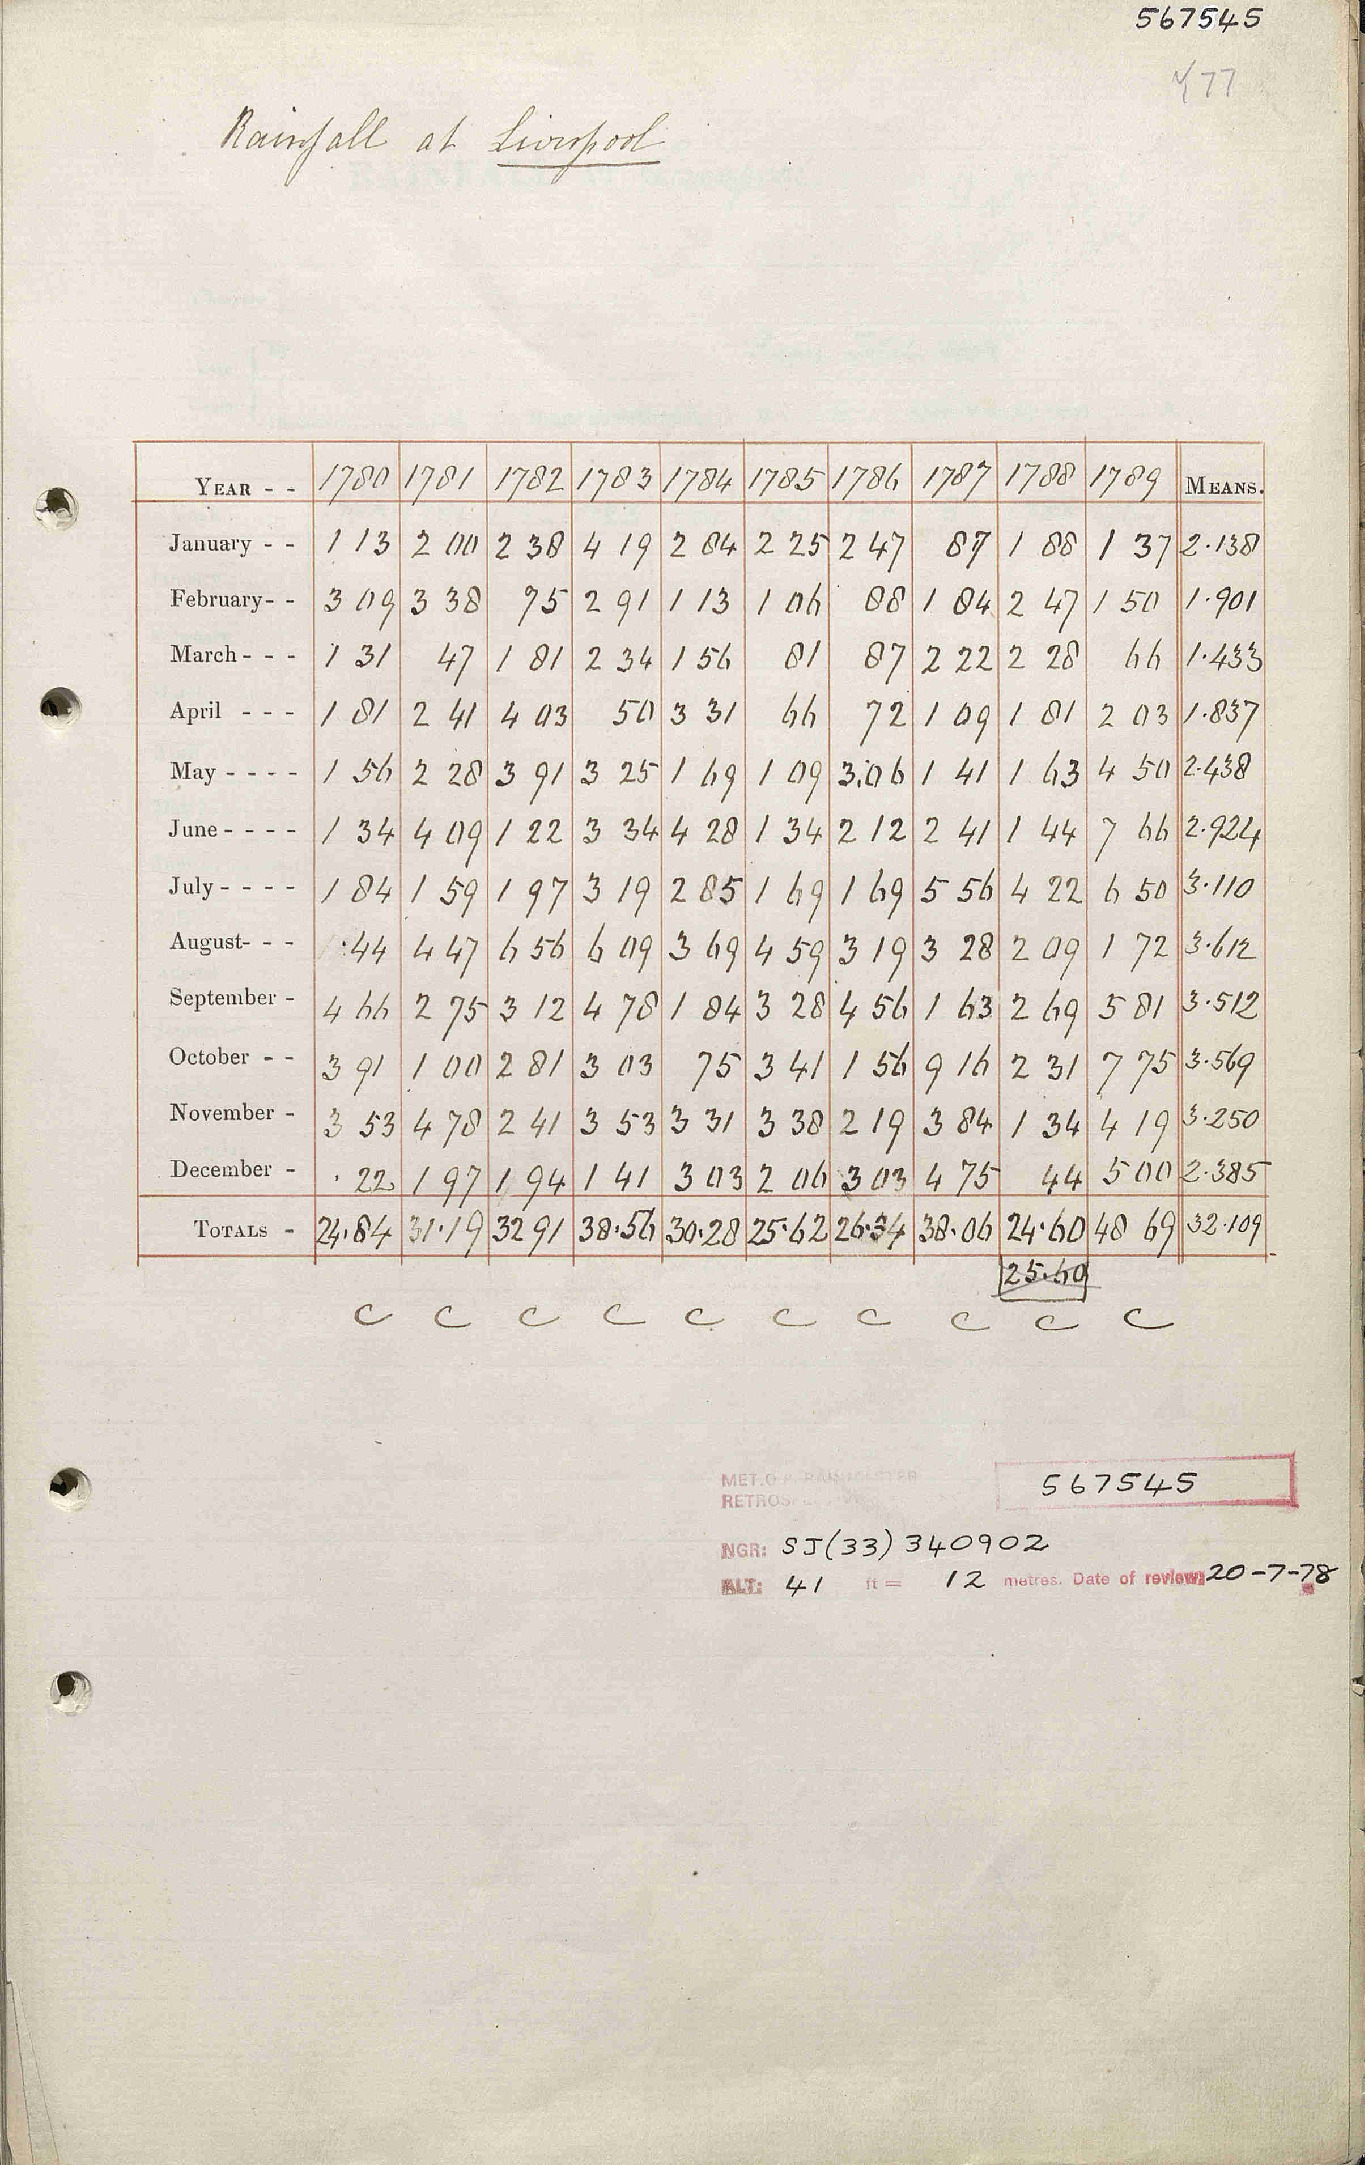 567545
77
Rainfall at Liverpool
YEAR - - 1780 1781 1782 1783 1784 1785 1786 1787 1788 1789 MEANS.
January - - 1 13 2 00 2 38 4 19 2 84 2 25 2 47 87 1 88 1 37 2.138
February - - 3 09 3 38 75 2 91 1 13 1 06 88 1 84 2 47 1 50 1.901
March - - - 1 31 47 1 81 2 34 1 56 81 87 2 22 2 28 66 1.433
April - - - 1 81 2 41 4 03 50 3 31 66 72 1 09 1 81 2 03 1.837
May - - - - 1 56 2 28 3 91 3 25 1 69 1 09 3.06 1 41 1 63 4 50 2.438
June - - - - 1 34 4 09 1 22 3 34 4 28 1 34 2 12 2 41 1 44 7 66 2.924
July - - - - 1 84 1 59 1 97 3 19 2 85 1 69 1 69 5 56 4 22 6 50 3.110
August- - - .44 4 47 6 56 6 09 3 69 4 59 3 19 3 28 2 09 1 72 3.612
September - 4 66 2 75 3 12 4 78 1 84 3 28 4 56 1 63 2 69 5 81 3.512
October - - 3 91 1 00 2 81 3 03 75 3 41 1 56 9 16 2 31 7 75 3.569
November - 3 53 4 78 2 41 3 53 3 31 3 38 2 19 3 84 1 34 4 19 3.250
December - . 22 1 97 1 94 1 41 3 03 2 06 3 03 4 75 44 5 00 2.385
TOTALS - 24.84 31.19 32 91 38.56 30.28 25.62 26.34 38.06 24.60 48 69 32.109
25.60
C C C C C C C C C C
MET.O.
567545
NGR: SJ(33) 340902
ALT: 41 ft = 12 metres. Date of review: 20-7-78